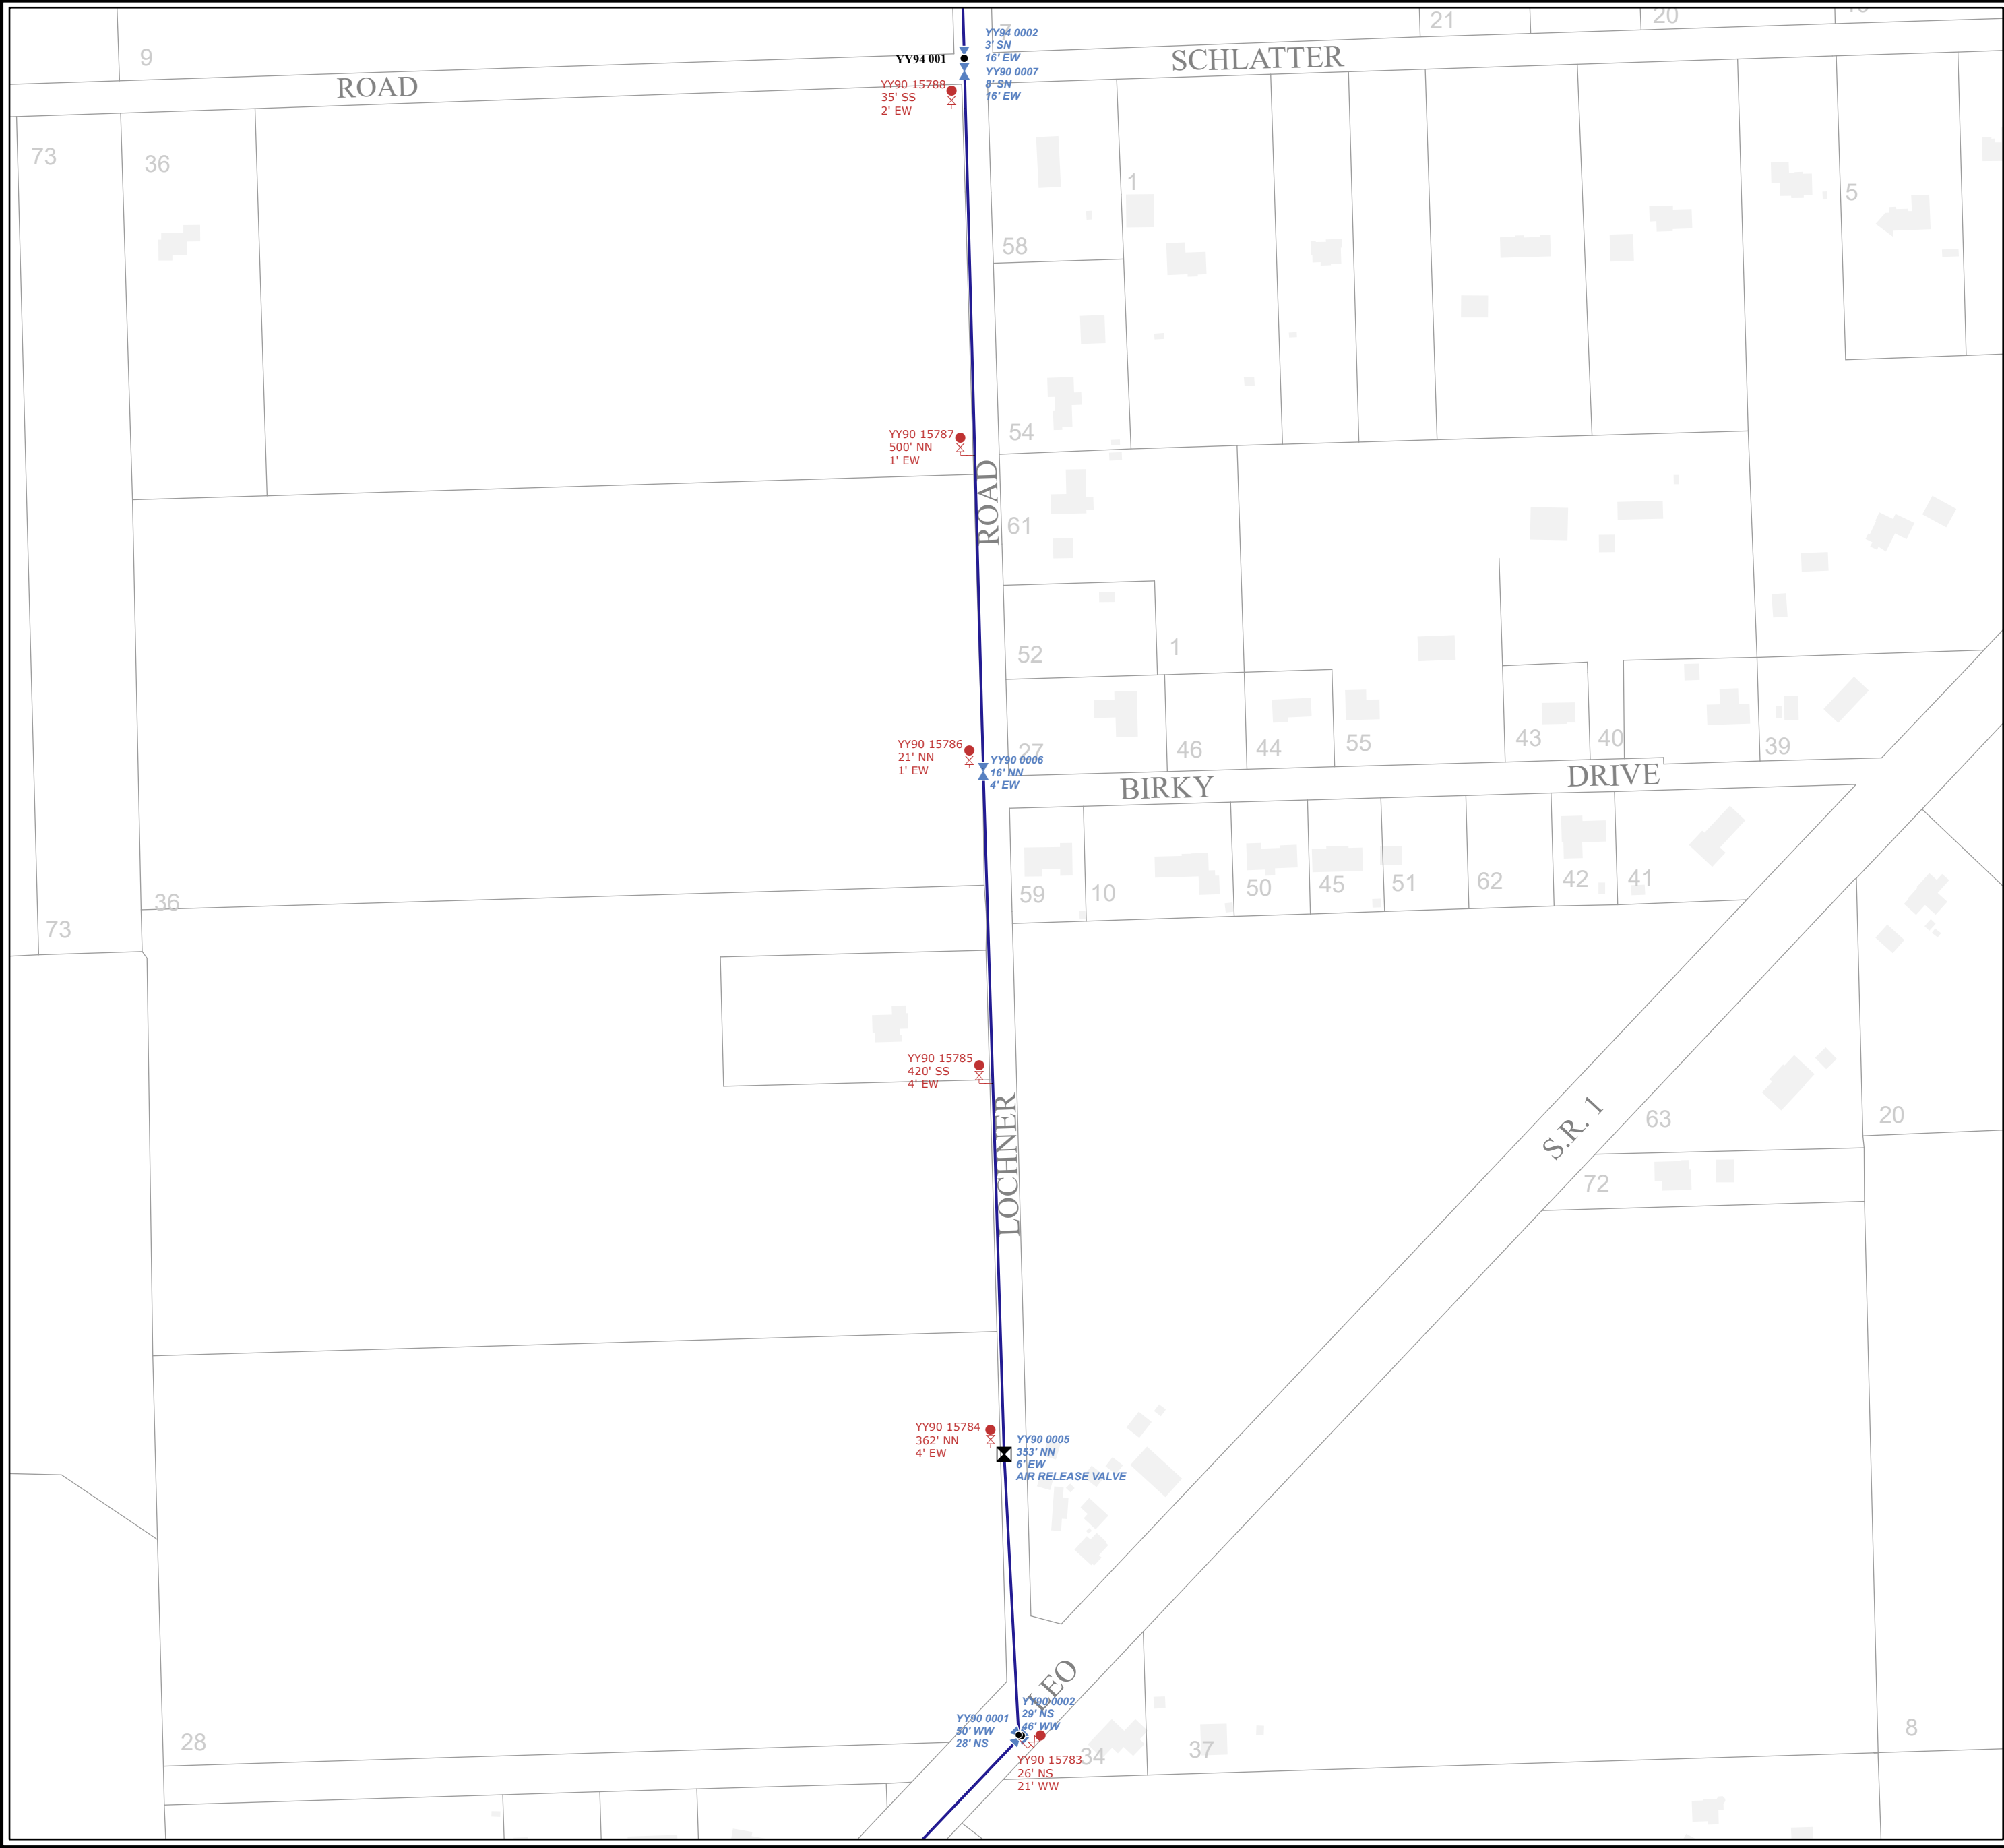 7
21
20
9
YY94 001
YY94 0002
3' SN
16' EW
YY90 0007
8' SN
16' EW
SCHLATTER
ROAD
YY90 15788
35' SS
2' EW
73
36
1
5
58
54
YY90 15787
500' NN
1' EW
ROAD
61
52
1
YY90 15786
21' NN
1' EW
YY90 0006
16' NN
4' EW
27
46
44
55
43
40
39
BIRKY
DRIVE
59
10
50
45
51
62
42
41
36
73
YY90 15785
420' SS
4' EW
LOCHNER
S.R. 1
63
20
72
YY90 15784
362' NN
4' EW
YY90 0005
353' NN
6' EW
AIR RELEASE VALVE
LEO
YY90 0002
29' NS
46' WW
YY90 0001
50' WW
28' NS
YY90 15783
26' NS
21' WW
28
34
37
8